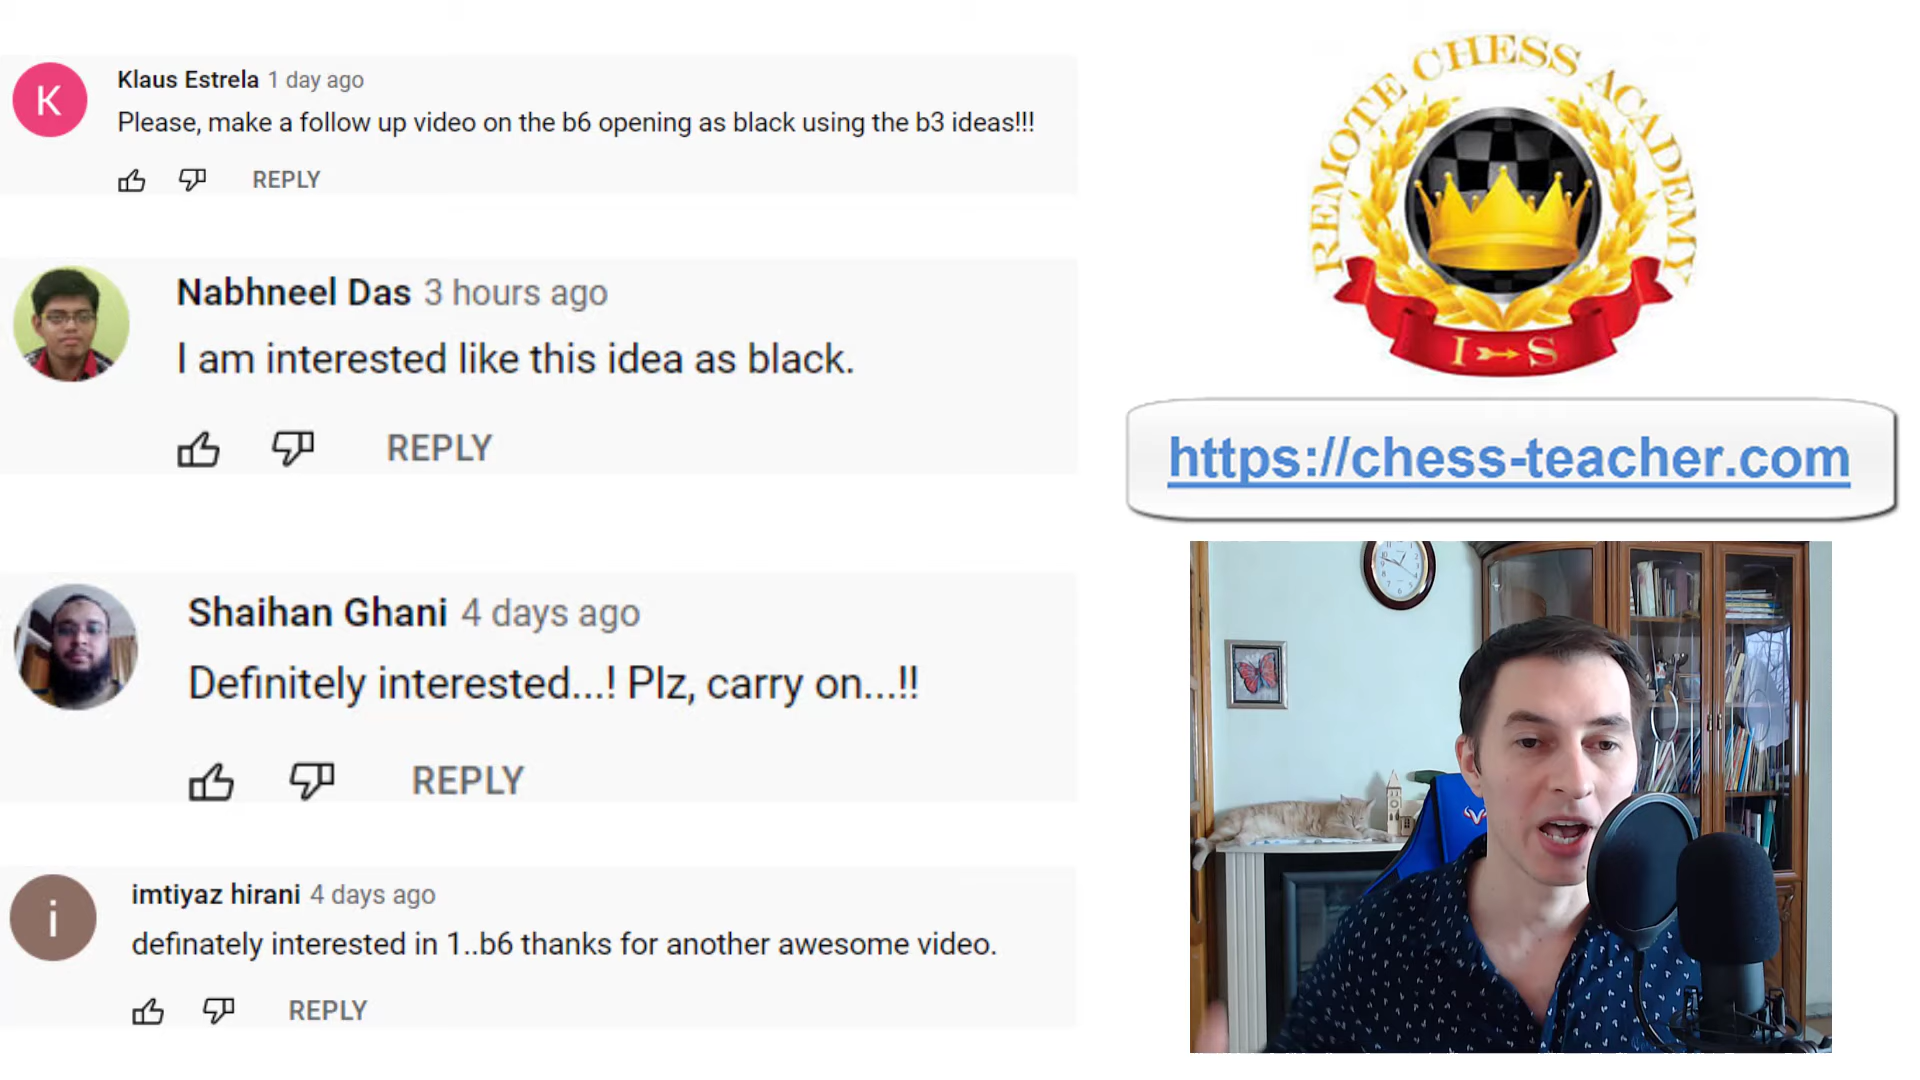 K
Klaus Estrela 1 day ago
Please, make a follow up video on the b6 opening as black using the b3 ideas!!!
REPLY
Nabhneel Das 3 hours ago
I am interested like this idea as black.
REPLY
Shaihan Ghani 4 days ago
Definitely interested...! Plz, carry on...!!
REPLY
i
imtiyaz hirani 4 days ago
definately interested in 1..b6 thanks for another awesome video.
REPLY
REMOTE CHESS ACADEMY
I S
https://chess-teacher.com